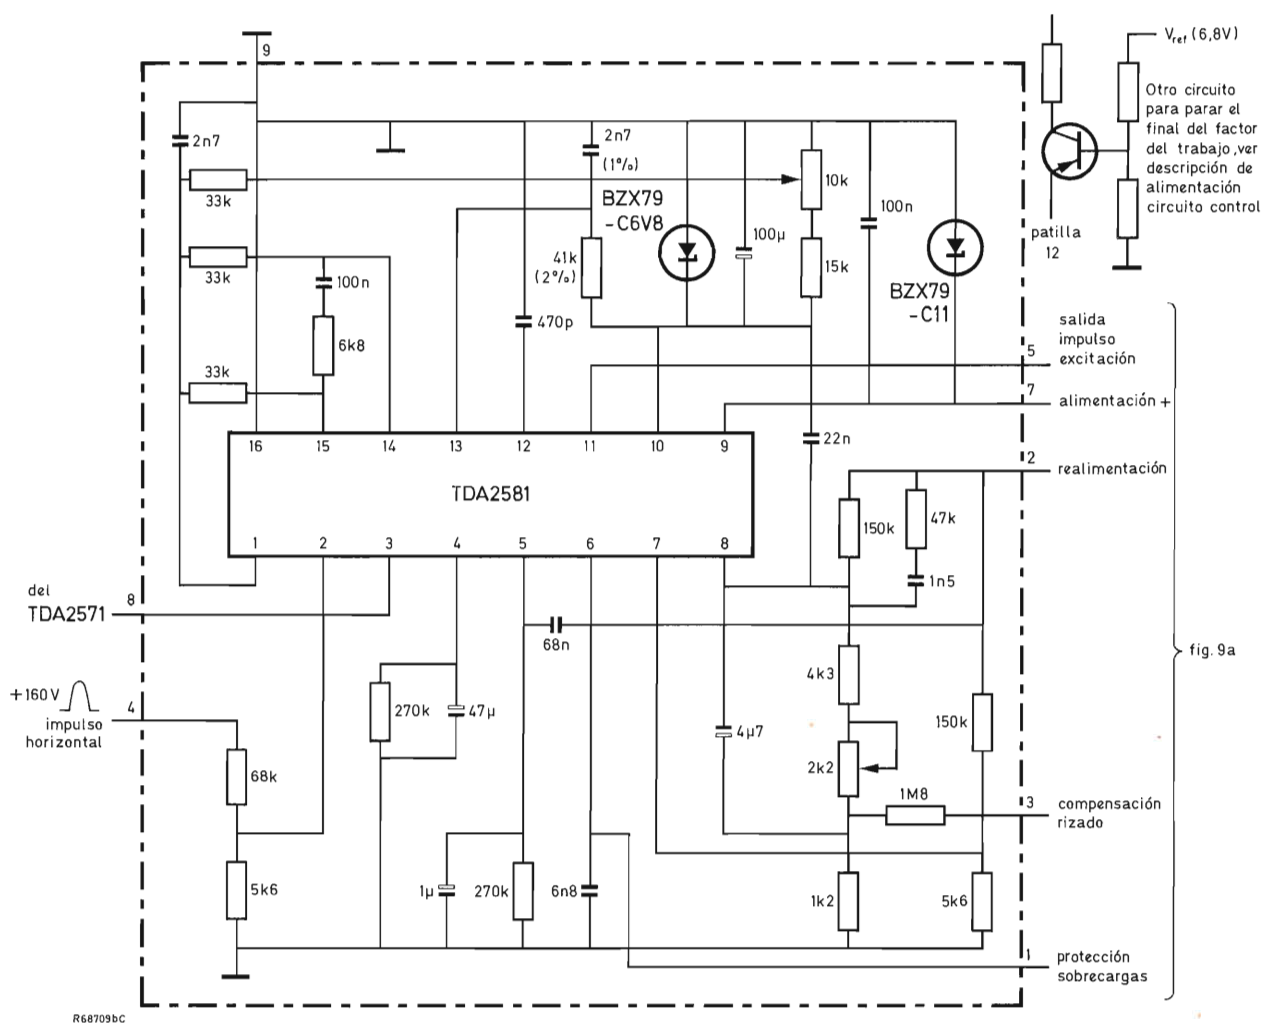 9
V_ref (6,8V)
Otro circuito
para parar el
final del factor
del trabajo ,ver
descripción de
alimentación
circuito control
patilla
12
2n7
33k
2n7
(1%)
BZX79
-C6V8
10k
100n
100µ
33k
100n
6k8
41k
(2%)
470p
15k
BZX79
-C11
33k
salida
impulso
excitación
5
7
alimentación +
22n
2
realimentación
16
15
14
13
12
11
10
9
TDA2581
1
2
3
4
5
6
7
8
150k
47k
1n5
del
TDA2571
8
68n
fig. 9a
+160V
4
impulso
horizontal
270k
47µ
4µ7
4k3
2k2
150k
68k
1M8
3
compensación
rizado
5k6
1µ
270k
6n8
1k2
5k6
1
protección
sobrecargas
R68709bC